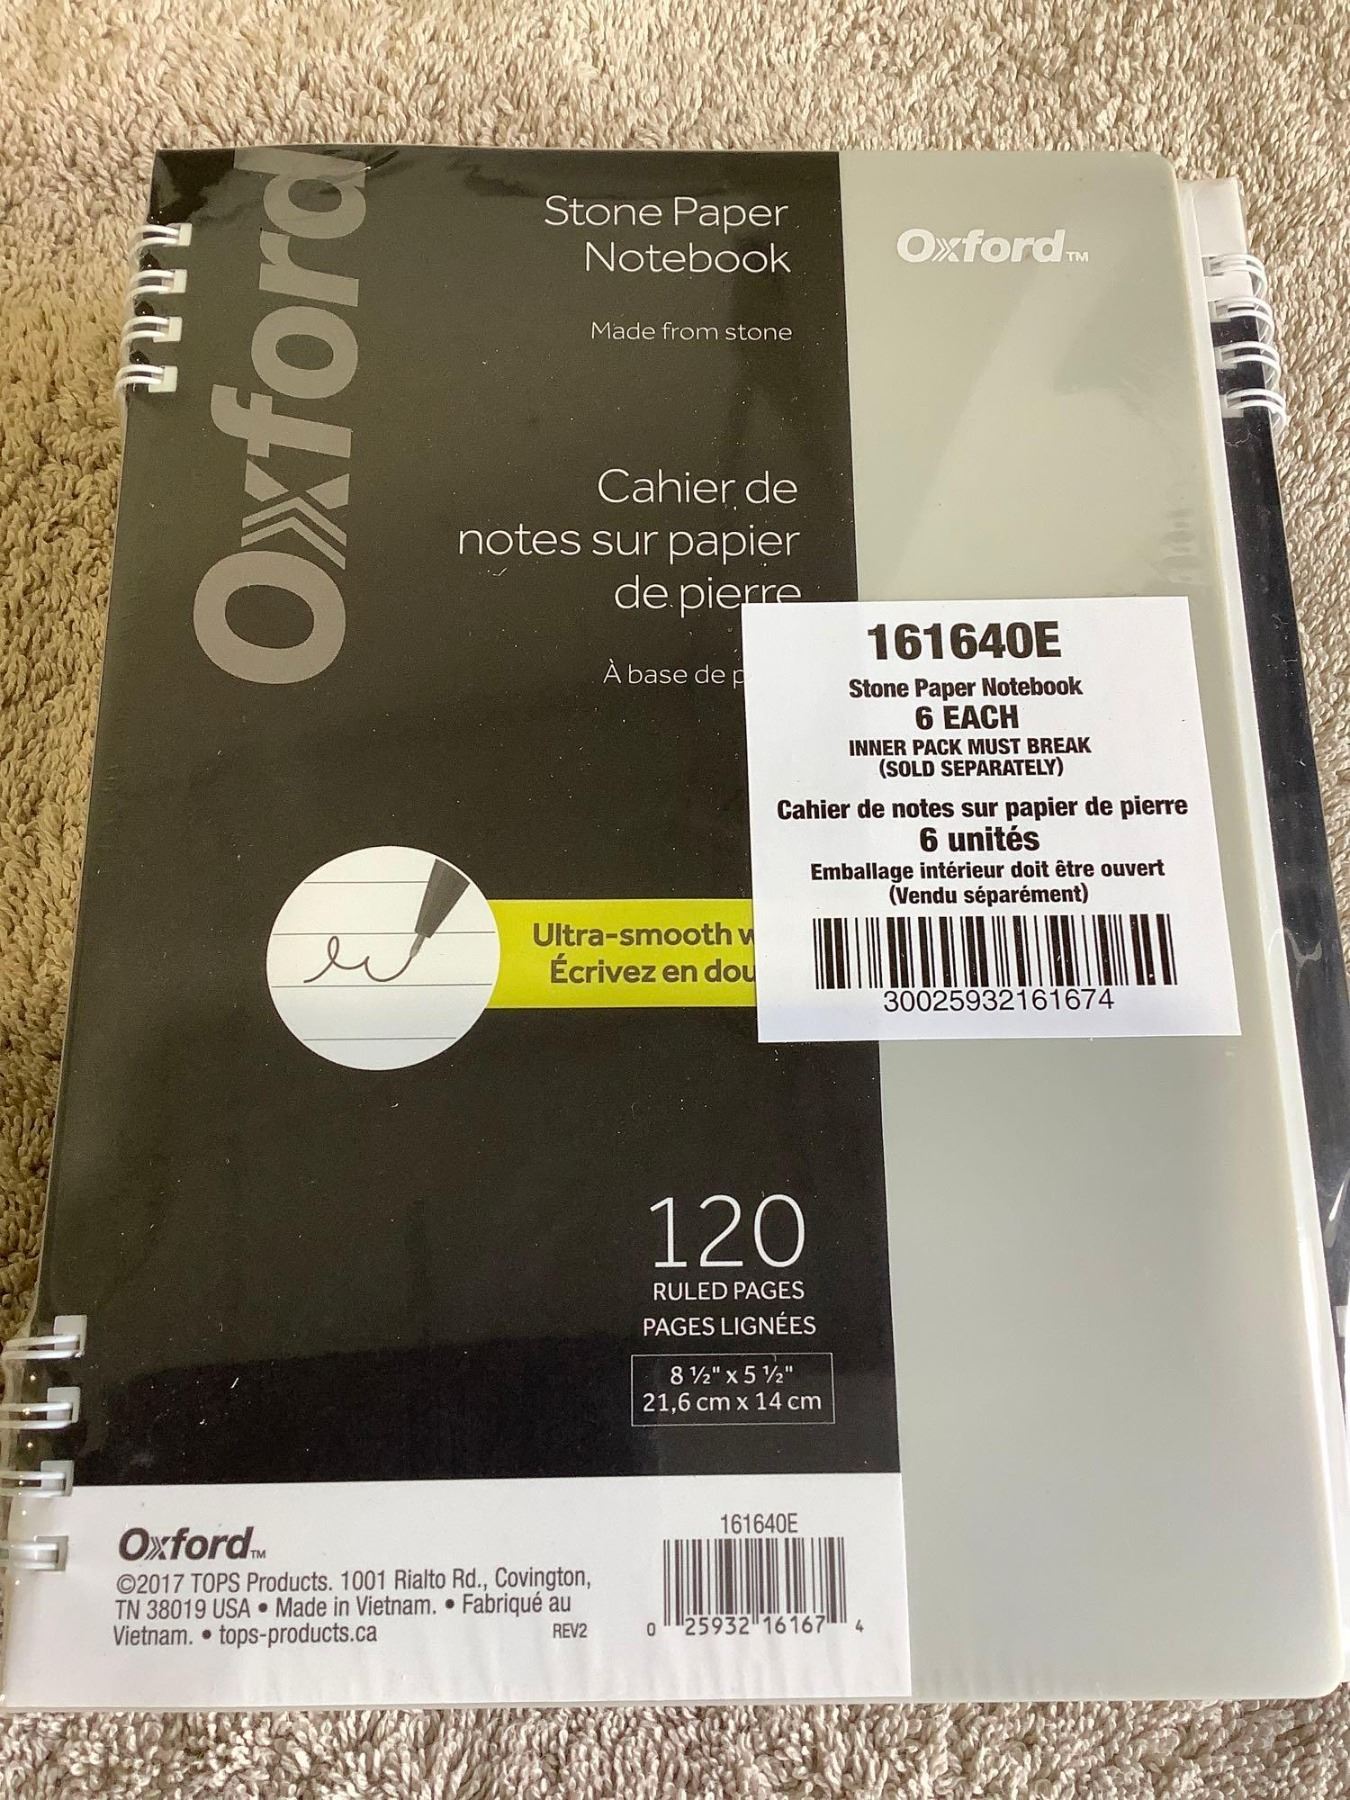 Oxford
Stone Paper
Notebook
Made from stone
Cahier de
notes sur papier
de pierre
À base de
Oxford™
161640E
Stone Paper Notebook
6 EACH
INNER PACK MUST BREAK
(SOLD SEPARATELY)
Cahier de notes sur papier de pierre
6 unités
Emballage intérieur doit être ouvert
(Vendu séparément)
30025932161674
Ultra-smooth
Écrivez en
120
RULED PAGES
PAGES LIGNÉES
8 ½" x 5 ½"
21,6 cm x 14 cm
Oxford™
©2017 TOPS Products. 1001 Rialto Rd., Covington,
TN 38019 USA • Made in Vietnam. • Fabriqué au
Vietnam. • tops-products.ca
REV2
161640E
0 25932 16167 4